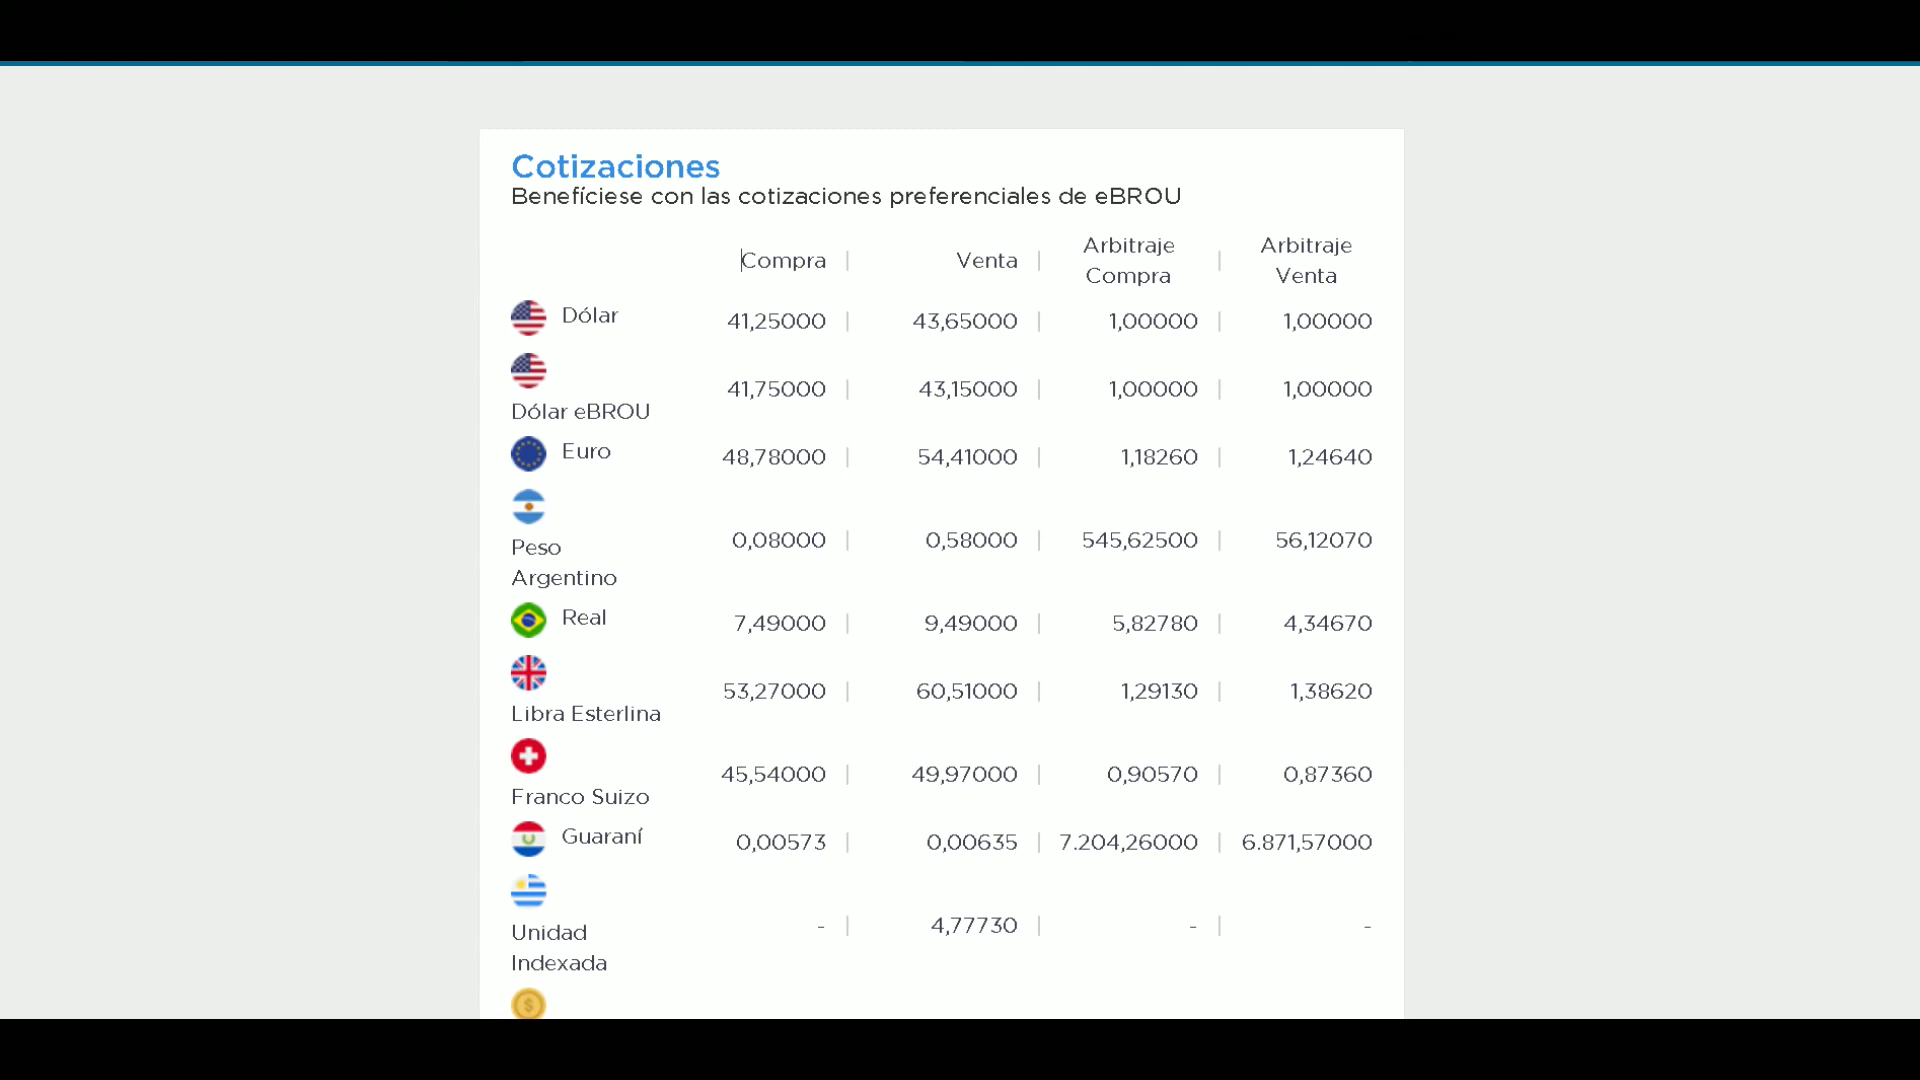 Cotizaciones
Benefíciese con las cotizaciones preferenciales de eBROU
Compra | Venta | Arbitraje Compra | Arbitraje Venta
Dólar 41,25000 | 43,65000 | 1,00000 | 1,00000
Dólar eBROU 41,75000 | 43,15000 | 1,00000 | 1,00000
Euro 48,78000 | 54,41000 | 1,18260 | 1,24640
Peso Argentino 0,08000 | 0,58000 | 545,62500 | 56,12070
Real 7,49000 | 9,49000 | 5,82780 | 4,34670
Libra Esterlina 53,27000 | 60,51000 | 1,29130 | 1,38620
Franco Suizo 45,54000 | 49,97000 | 0,90570 | 0,87360
Guaraní 0,00573 | 0,00635 | 7.204,26000 | 6.871,57000
Unidad Indexada - | 4,77730 | - | -